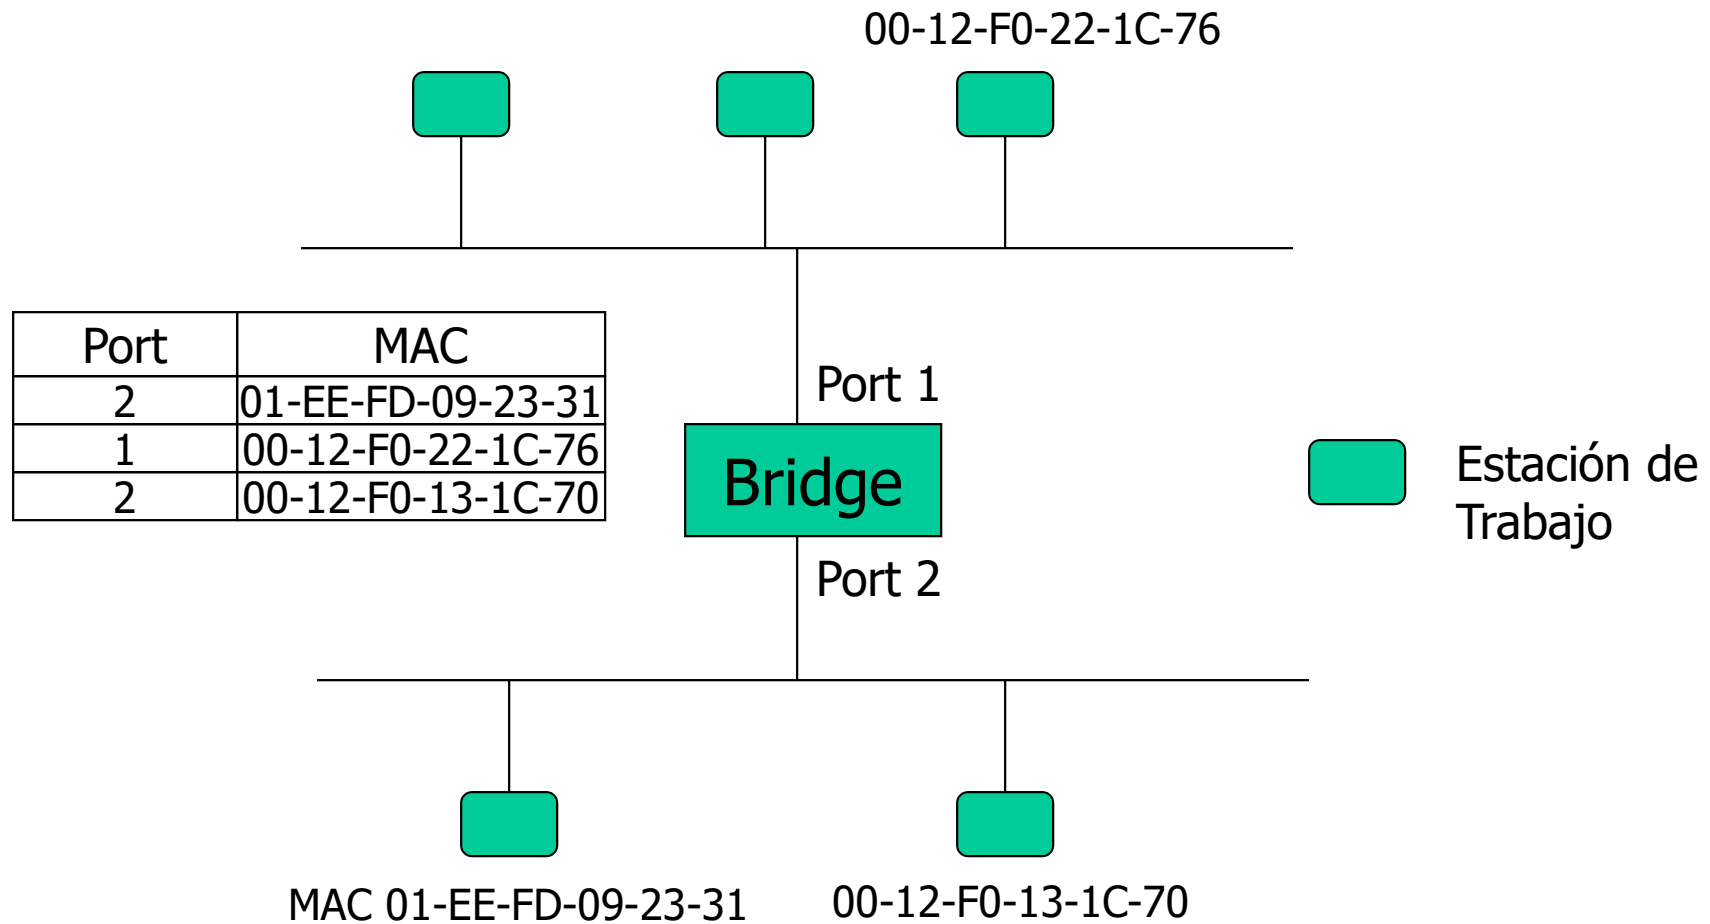 00-12-F0-22-1C-76
Port MAC
2 01-EE-FD-09-23-31
1 00-12-F0-22-1C-76
2 00-12-F0-13-1C-70
Port 1
Bridge
Port 2
Estación de
Trabajo
MAC 01-EE-FD-09-23-31
00-12-F0-13-1C-70